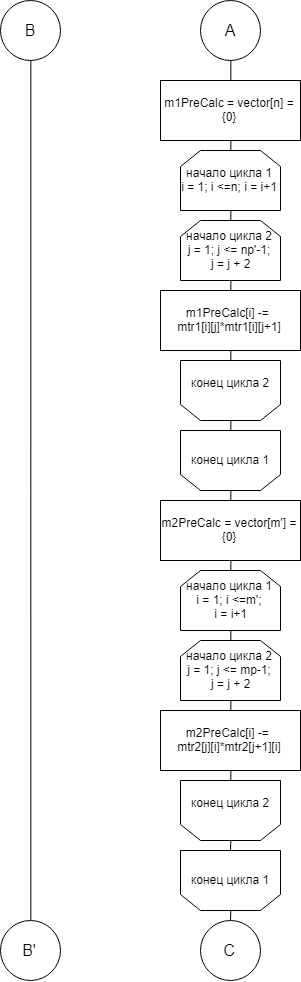 B
A
m1PreCalc = vector[n] =
{0}
начало цикла 1
i = 1; i <=n; i = i+1
начало цикла 2
j = 1; j <= np'-1;
j = j + 2
m1PreCalc[i] -=
mtr1[i][j]*mtr1[i][j+1]
конец цикла 2
конец цикла 1
m2PreCalc = vector[m'] =
{0}
начало цикла 1
i = 1; i <=m';
i = i+1
начало цикла 2
j = 1; j <= mp-1;
j = j + 2
m2PreCalc[i] -=
mtr2[j][i]*mtr2[j+1][i]
конец цикла 2
конец цикла 1
B'
C